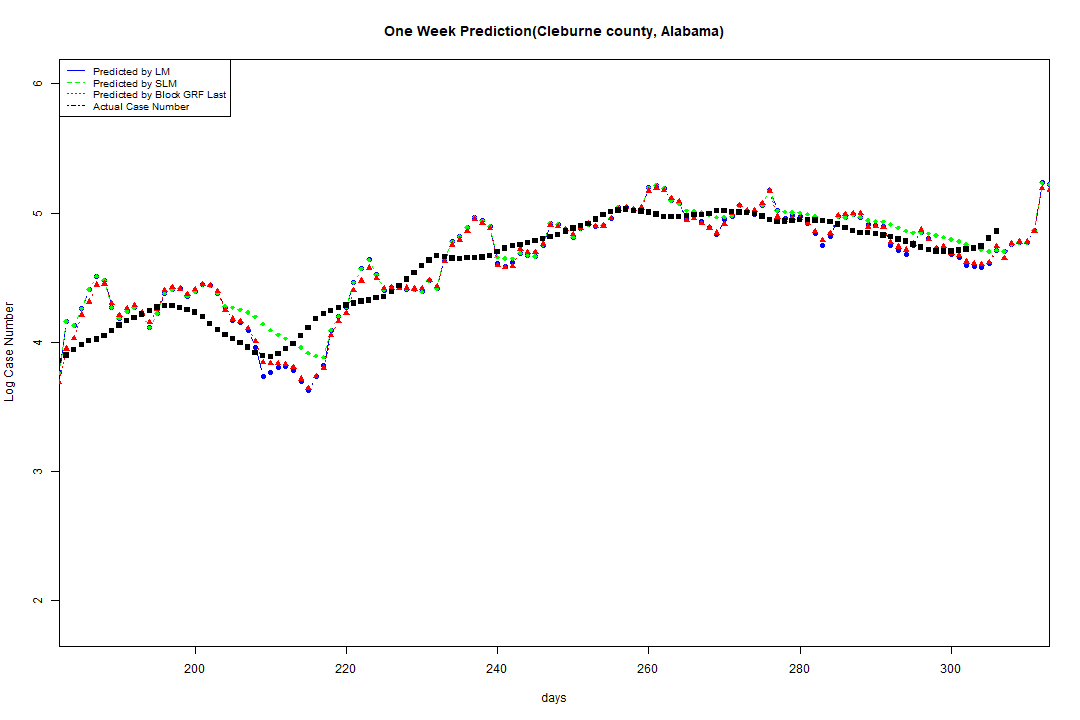 One Week Prediction(Cleburne county, Alabama)
Predicted by LM
Predicted by SLM
Predicted by Block GRF Last
Actual Case Number
6
5
4
3
2
Log Case Number
200 220 240 260 280 300
days